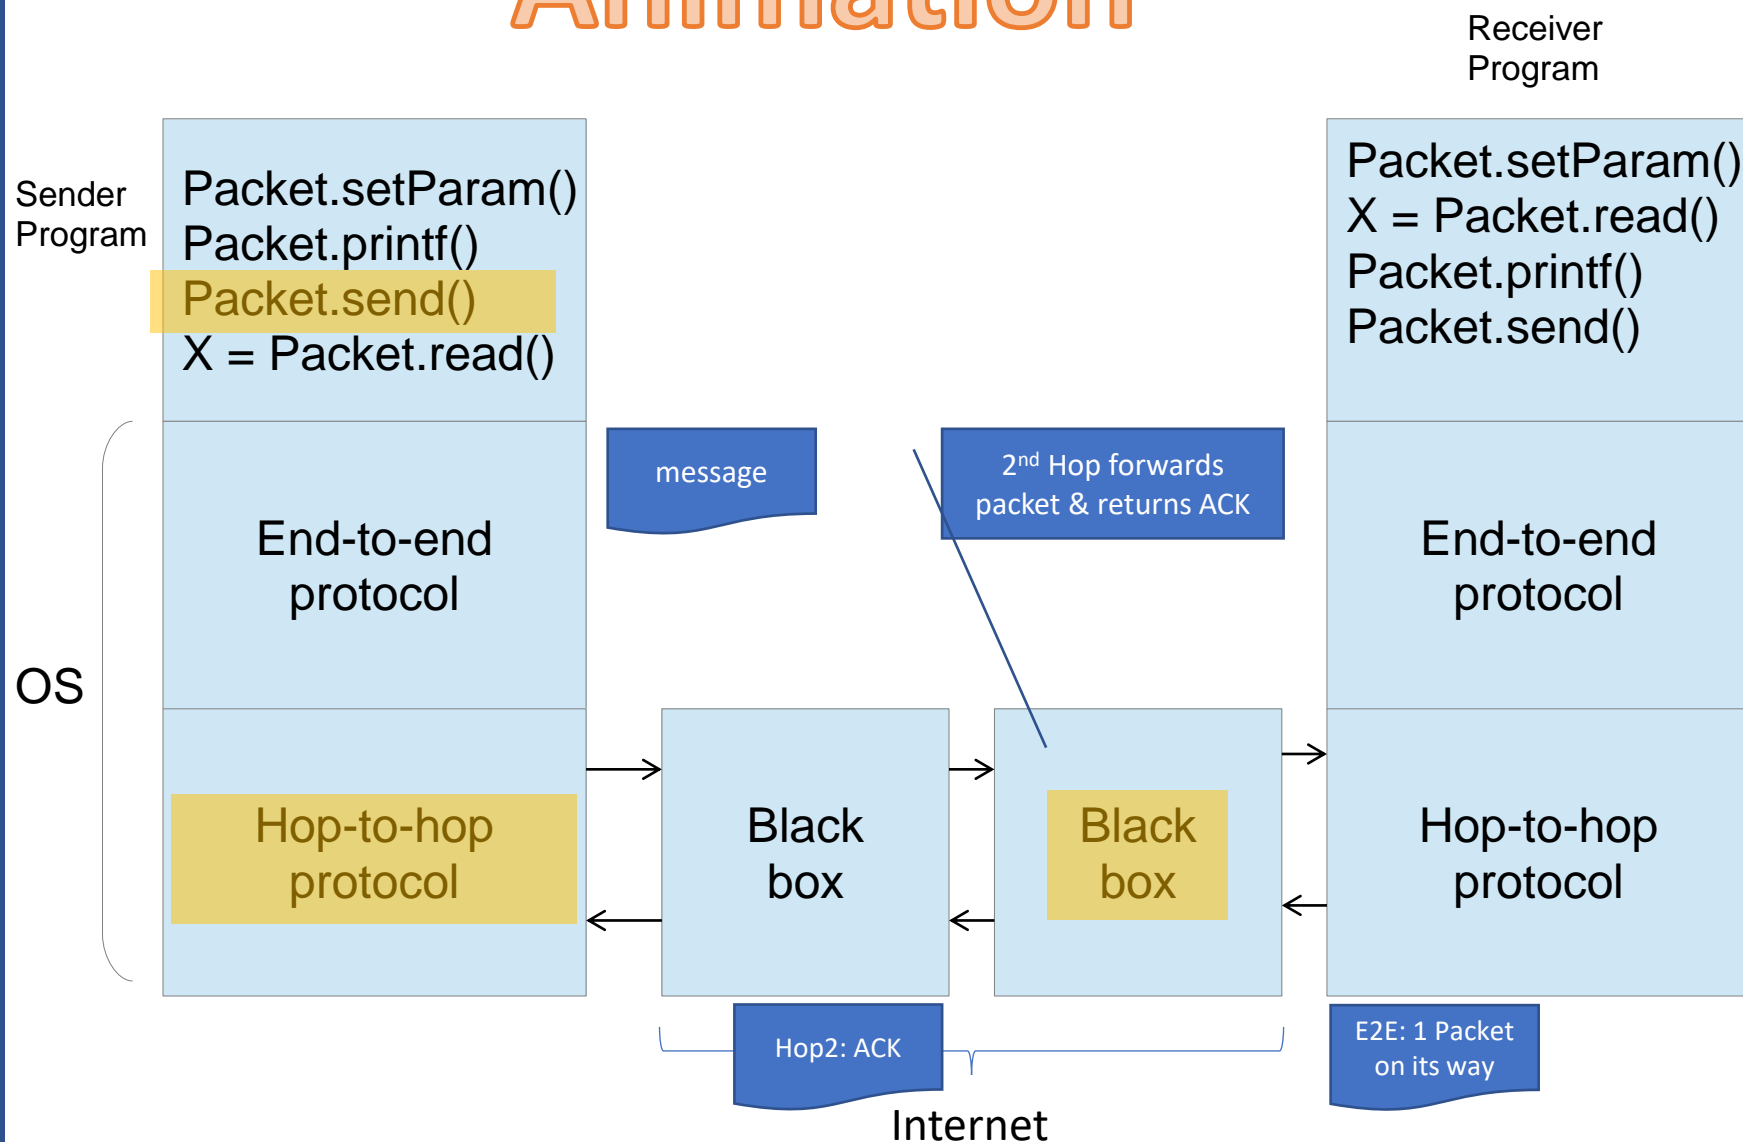 Animation
Receiver
Program
Sender
Program
Packet.setParam()
Packet.printf()
Packet.send()
X = Packet.read()
Packet.setParam()
X = Packet.read()
Packet.printf()
Packet.send()
OS
End-to-end
protocol
message
2nd Hop forwards
packet & returns ACK
End-to-end
protocol
Hop-to-hop
protocol
Black
box
Black
box
Hop-to-hop
protocol
Hop2: ACK
E2E: 1 Packet
on its way
Internet